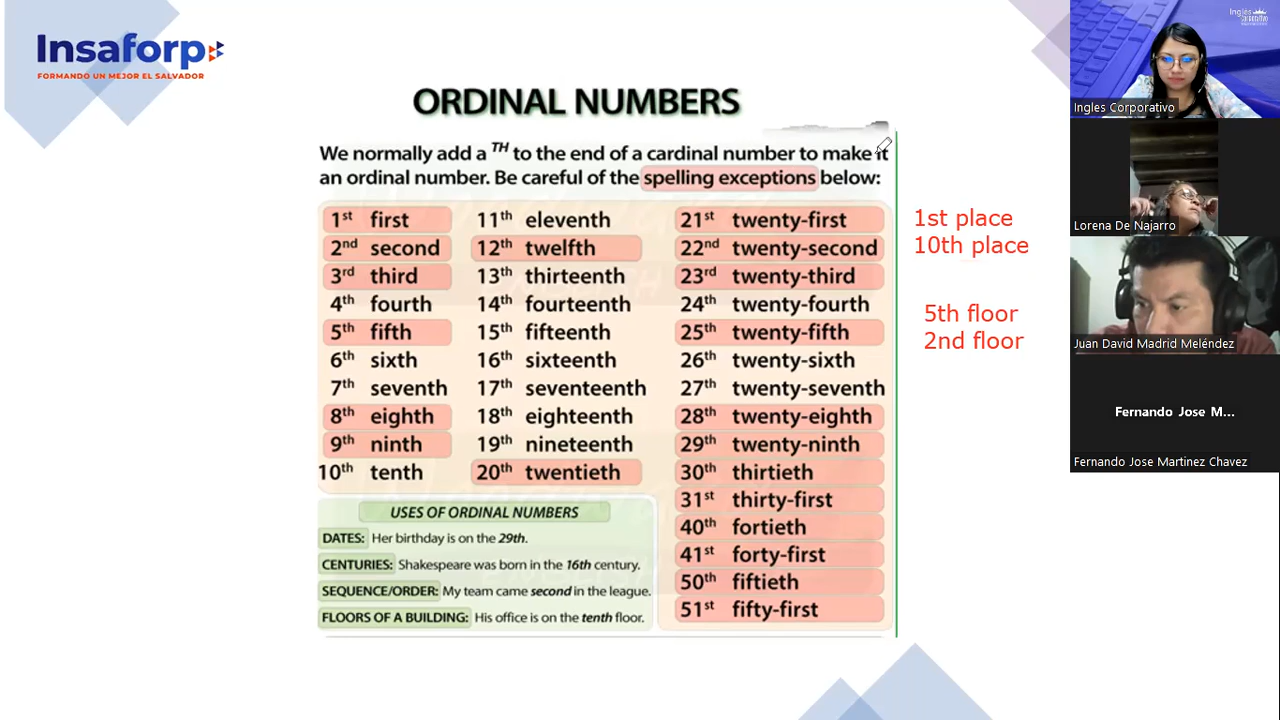 Insaforp
FORMANDO UN MEJOR EL SALVADOR
ORDINAL NUMBERS
We normally add a TH to the end of a cardinal number to make it
an ordinal number. Be careful of the spelling exceptions below:
1st first
2nd second
3rd third
4th fourth
5th fifth
6th sixth
7th seventh
8th eighth
9th ninth
10th tenth
11th eleventh
12th twelfth
13th thirteenth
14th fourteenth
15th fifteenth
16th sixteenth
17th seventeenth
18th eighteenth
19th nineteenth
20th twentieth
21st twenty-first
22nd twenty-second
23rd twenty-third
24th twenty-fourth
25th twenty-fifth
26th twenty-sixth
27th twenty-seventh
28th twenty-eighth
29th twenty-ninth
30th thirtieth
31st thirty-first
40th fortieth
41st forty-first
50th fiftieth
51st fifty-first
USES OF ORDINAL NUMBERS
DATES: Her birthday is on the 29th.
CENTURIES: Shakespeare was born in the 16th century.
SEQUENCE/ORDER: My team came second in the league.
FLOORS OF A BUILDING: His office is on the tenth floor.
1st place
10th place
5th floor
2nd floor
Ingles Corporativo
Lorena De Najarro
Juan David Madrid Meléndez
Fernando Jose M...
Fernando Jose Martinez Chavez